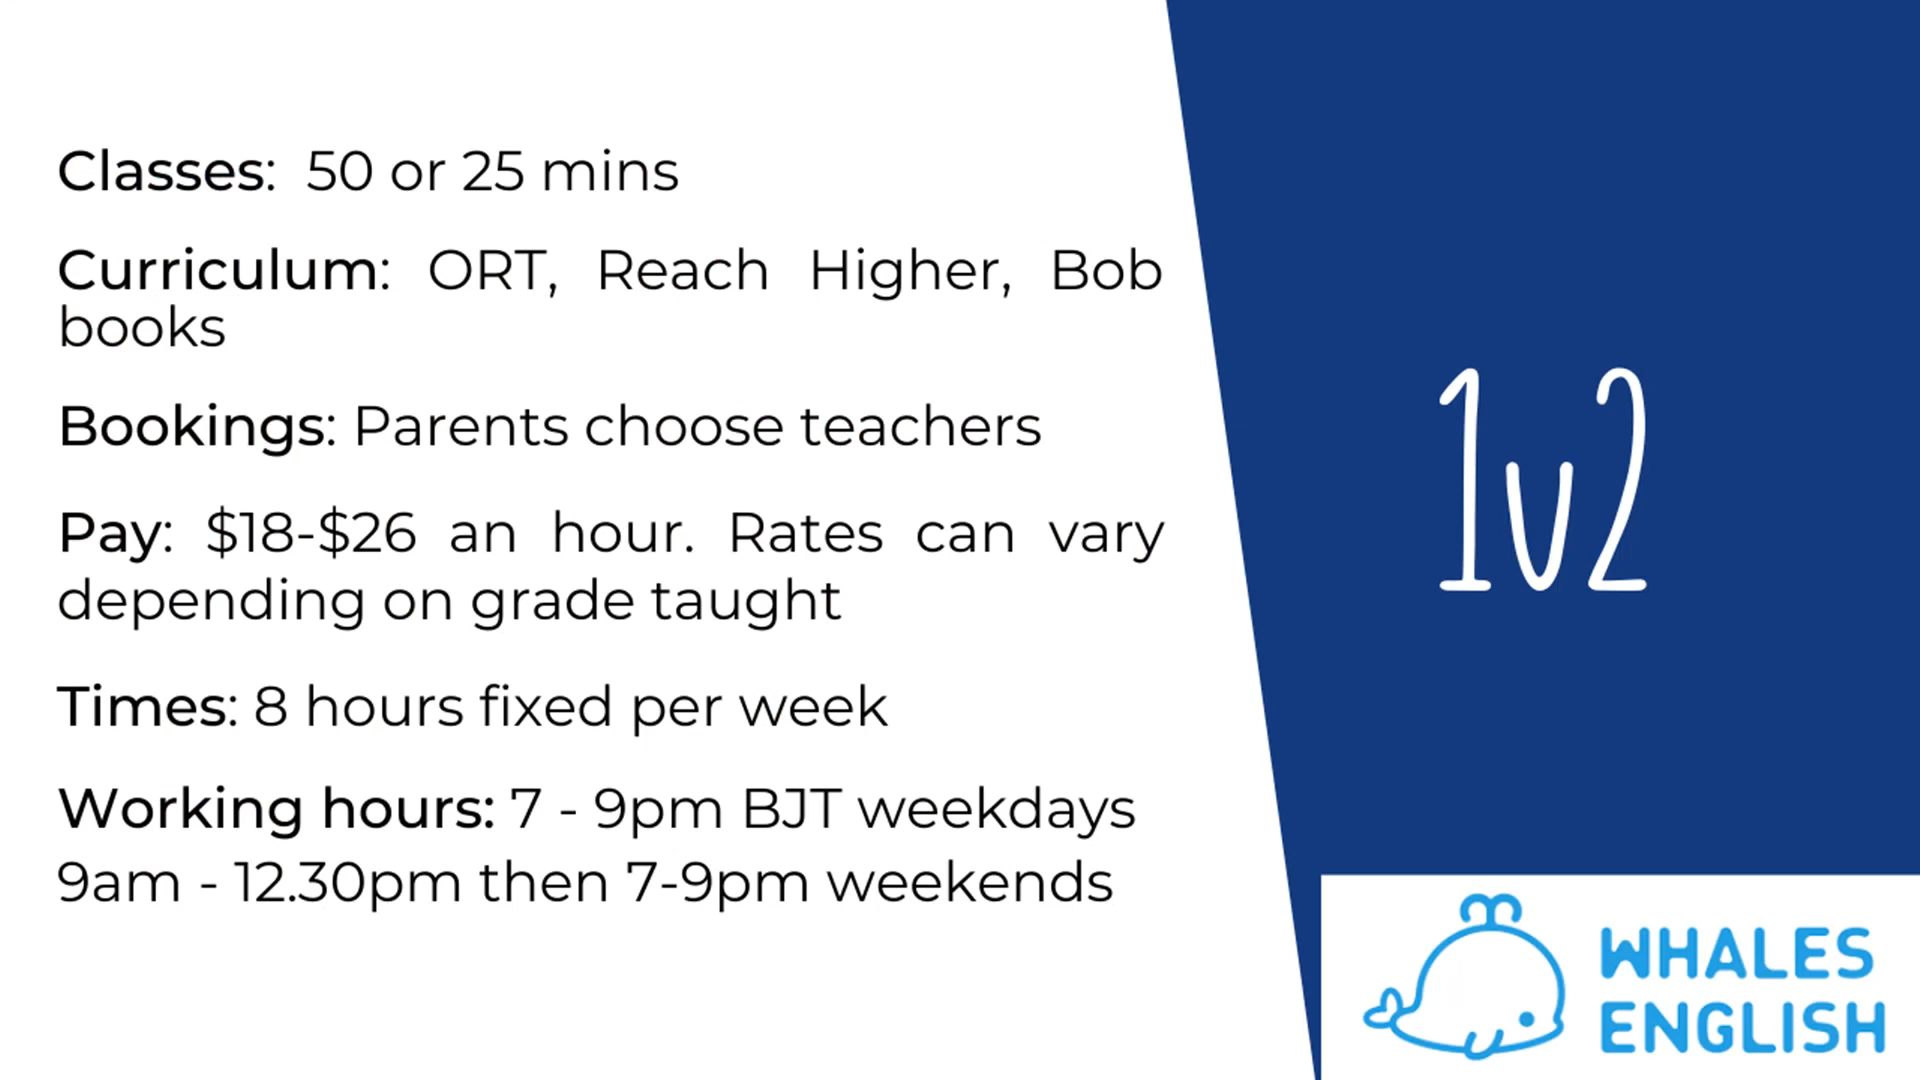 Classes: 50 or 25 mins
Curriculum: ORT, Reach Higher, Bob
books
Bookings: Parents choose teachers
Pay: $18-$26 an hour. Rates can vary
depending on grade taught
Times: 8 hours fixed per week
Working hours: 7 - 9pm BJT weekdays
9am - 12.30pm then 7-9pm weekends
1v2
WHALES
ENGLISH